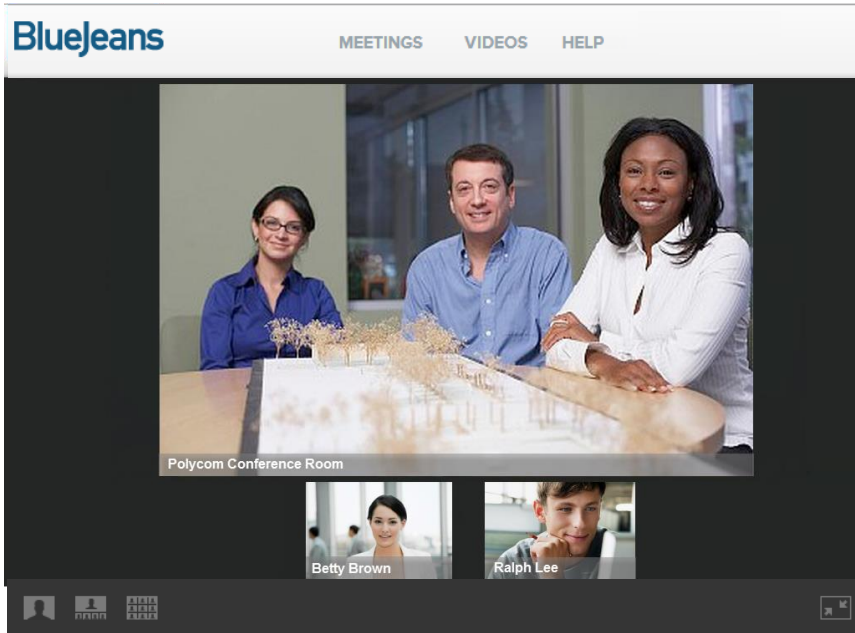 BlueJeans
MEETINGS VIDEOS HELP
Polycom Conference Room
Betty Brown
Ralph Lee